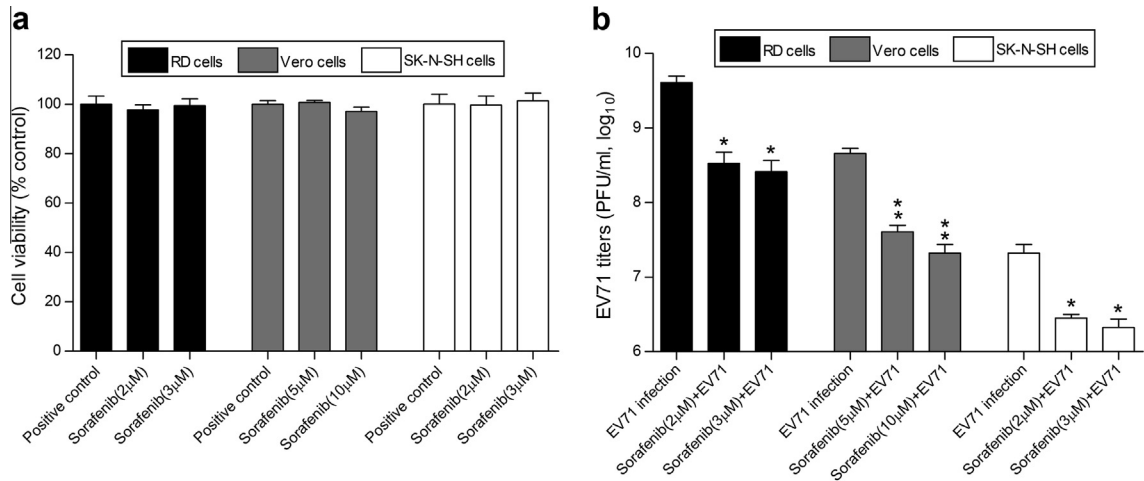 a
120
100
80
60
40
20
0
Cell viability (% control)
RD cells
Vero cells
SK-N-SH cells
Positive control
Sorafenib(2μM)
Sorafenib(3μM)
Positive control
Sorafenib(5μM)
Sorafenib(10μM)
Positive control
Sorafenib(2μM)
Sorafenib(3μM)
b
10
9
8
7
6
EV71 titers (PFU/ml, log10)
RD cells
Vero cells
SK-N-SH cells
*
*
**
**
*
*
EV71 infection
Sorafenib(2μM)+EV71
Sorafenib(3μM)+EV71
EV71 infection
Sorafenib(5μM)+EV71
Sorafenib(10μM)+EV71
EV71 infection
Sorafenib(2μM)+EV71
Sorafenib(3μM)+EV71